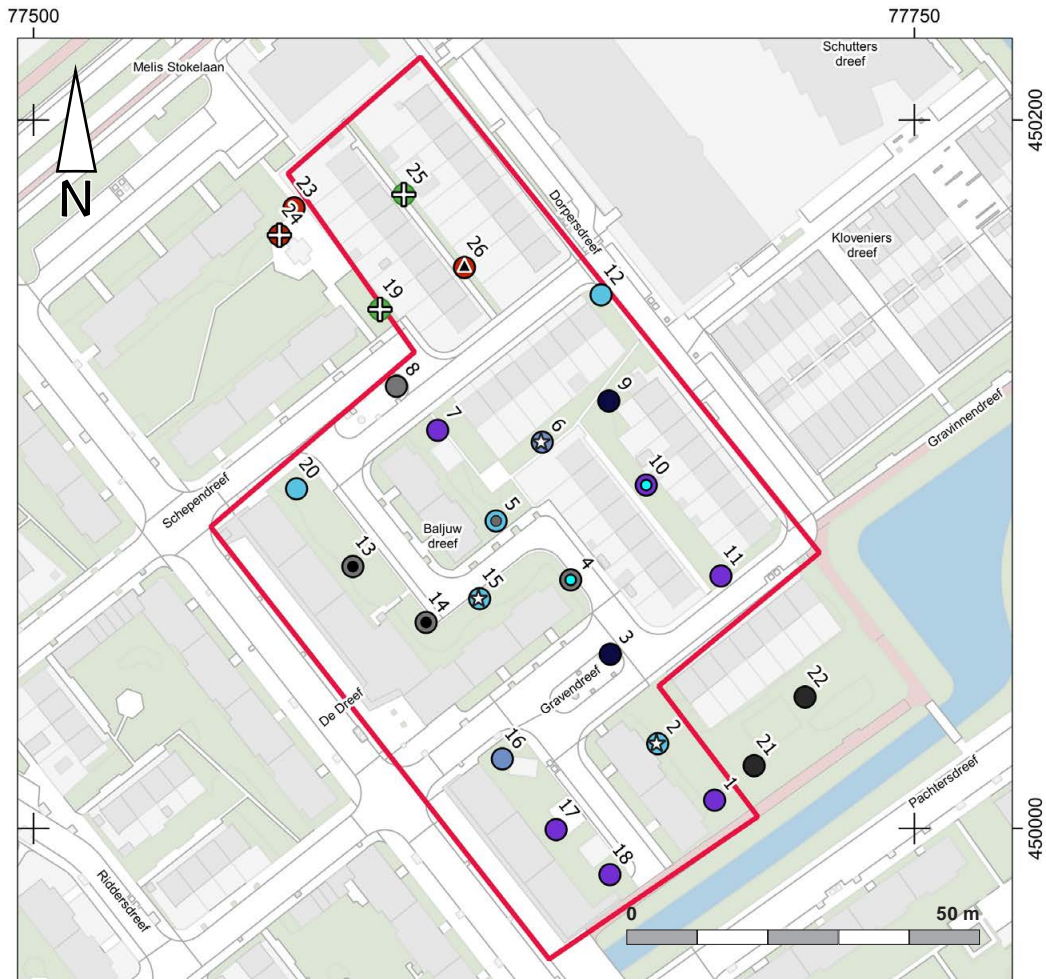 77500
77750
Melis Stokelaan
Schutters
dreef
450200
N
25
23
24
26
Dorpersdreef
Kloveniers
dreef
12
19
8
9
Gravinnendreef
7
6
10
20
Schependreef
5
Baljuw
dreef
13
4
11
15
14
3
22
De Dreef
Gravendreef
2
16
21
1
Pachtersdreef
17
450000
18
Riddersdreef
0
50 m